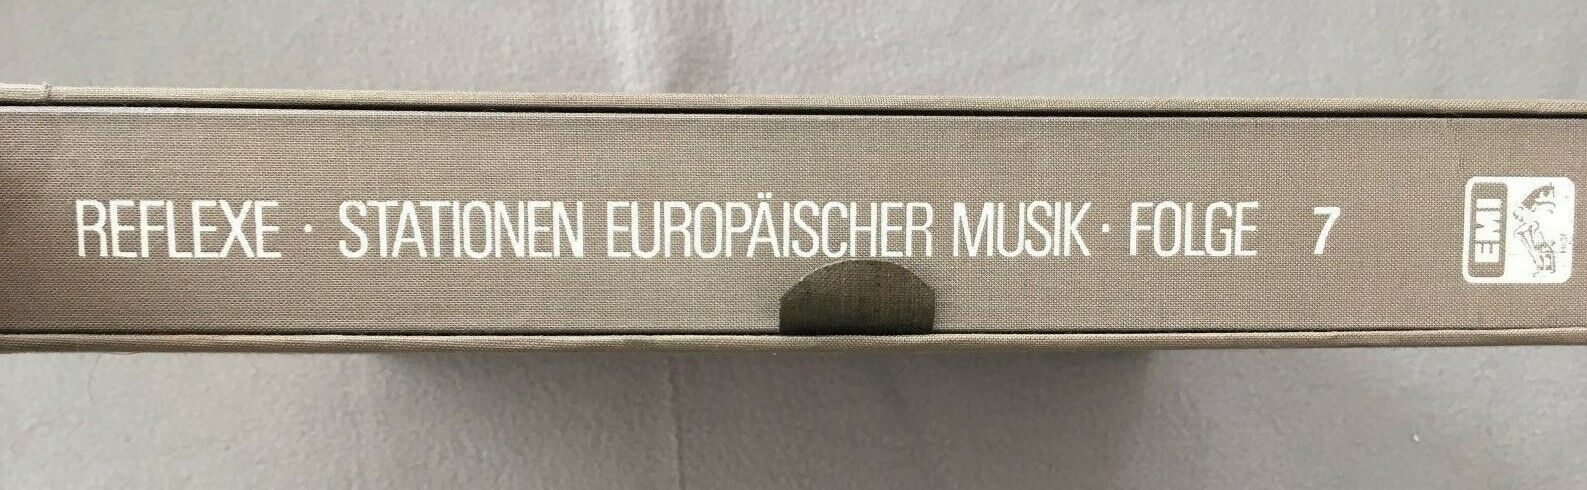 REFLEXE · STATIONEN EUROPÄISCHER MUSIK · FOLGE 7
EMI